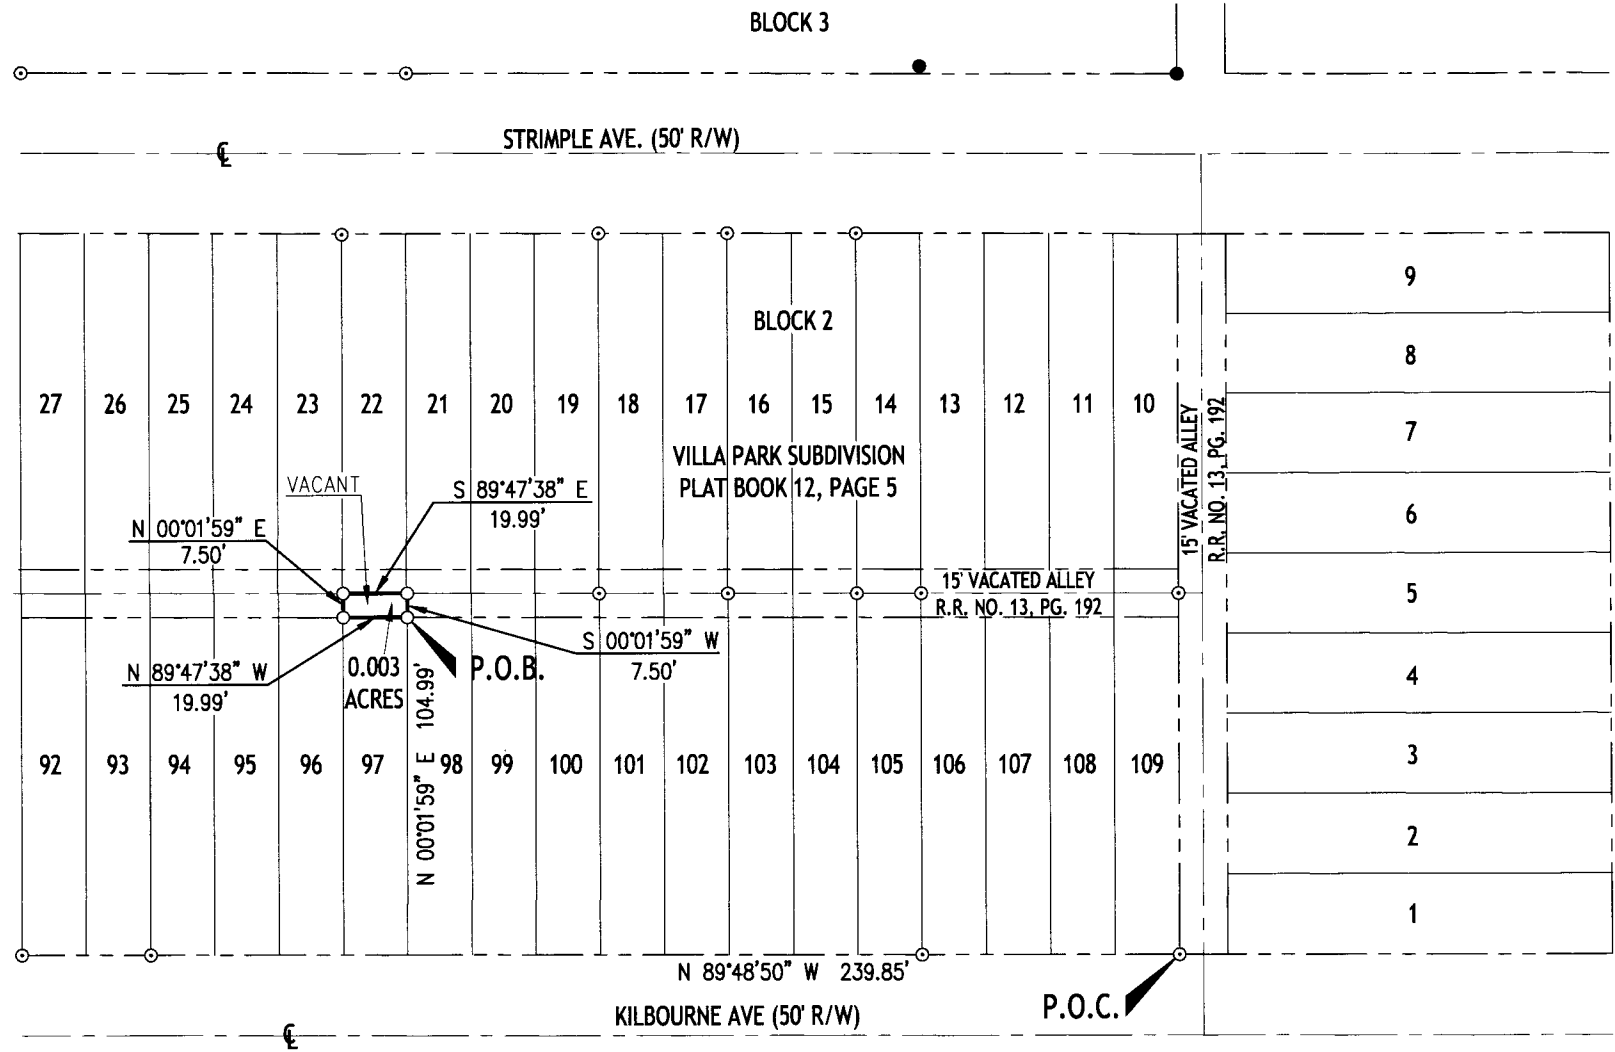 BLOCK 3
STRIMPLE AVE. (50' R/W)
℄
9
BLOCK 2
8
27 26 25 24 23 22 21 20 19 18 17 16 15 14 13 12 11 10
7
VILLA PARK SUBDIVISION
PLAT BOOK 12, PAGE 5
15' VACATED ALLEY
R.R. NO. 13, PG. 192
VACANT
S 89°47'38" E
19.99'
6
N 00°01'59" E
7.50'
15' VACATED ALLEY
R.R. NO. 13, PG. 192
5
S 00°01'59" W
7.50'
N 89°47'38" W
19.99'
0.003
ACRES
P.O.B.
N 00°01'59" E 104.99'
4
92 93 94 95 96 97 98 99 100 101 102 103 104 105 106 107 108 109
3
2
1
N 89°48'50" W 239.85'
P.O.C.
KILBOURNE AVE (50' R/W)
℄